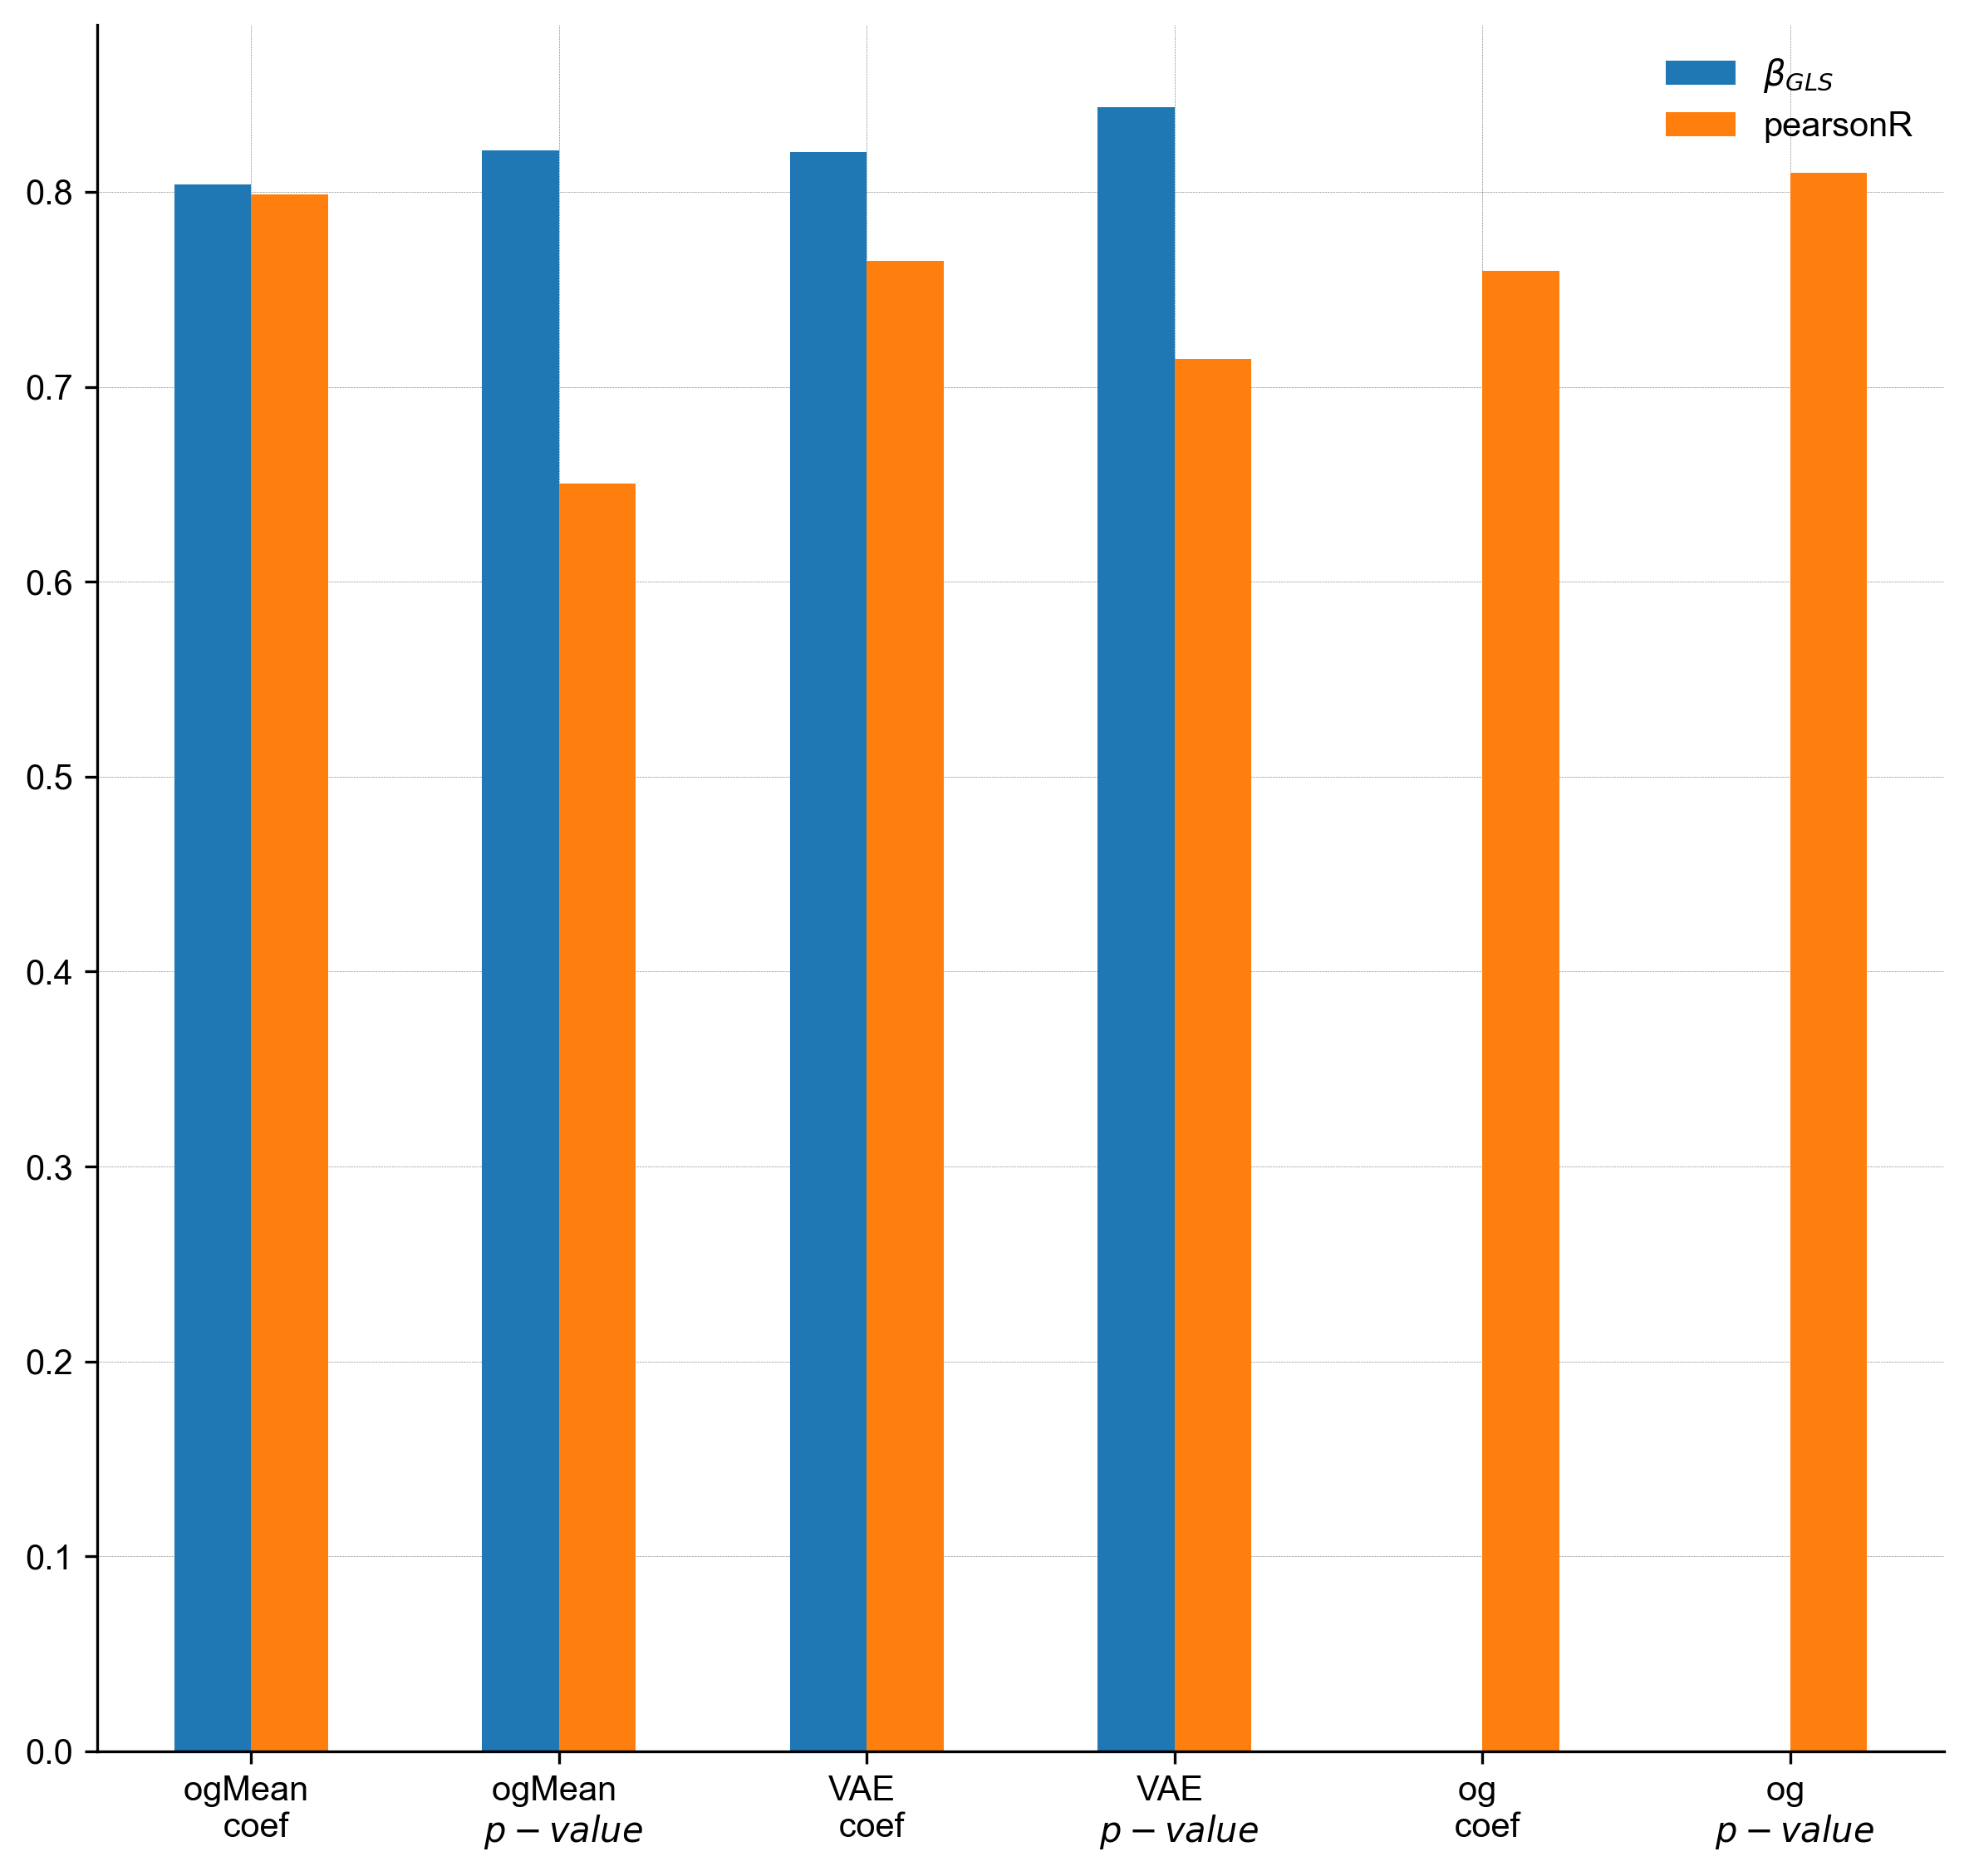 β_GLS
pearsonR
0.8
0.7
0.6
0.5
0.4
0.3
0.2
0.1
0.0
ogMean
coef
ogMean
p − value
VAE
coef
VAE
p − value
og
coef
og
p − value